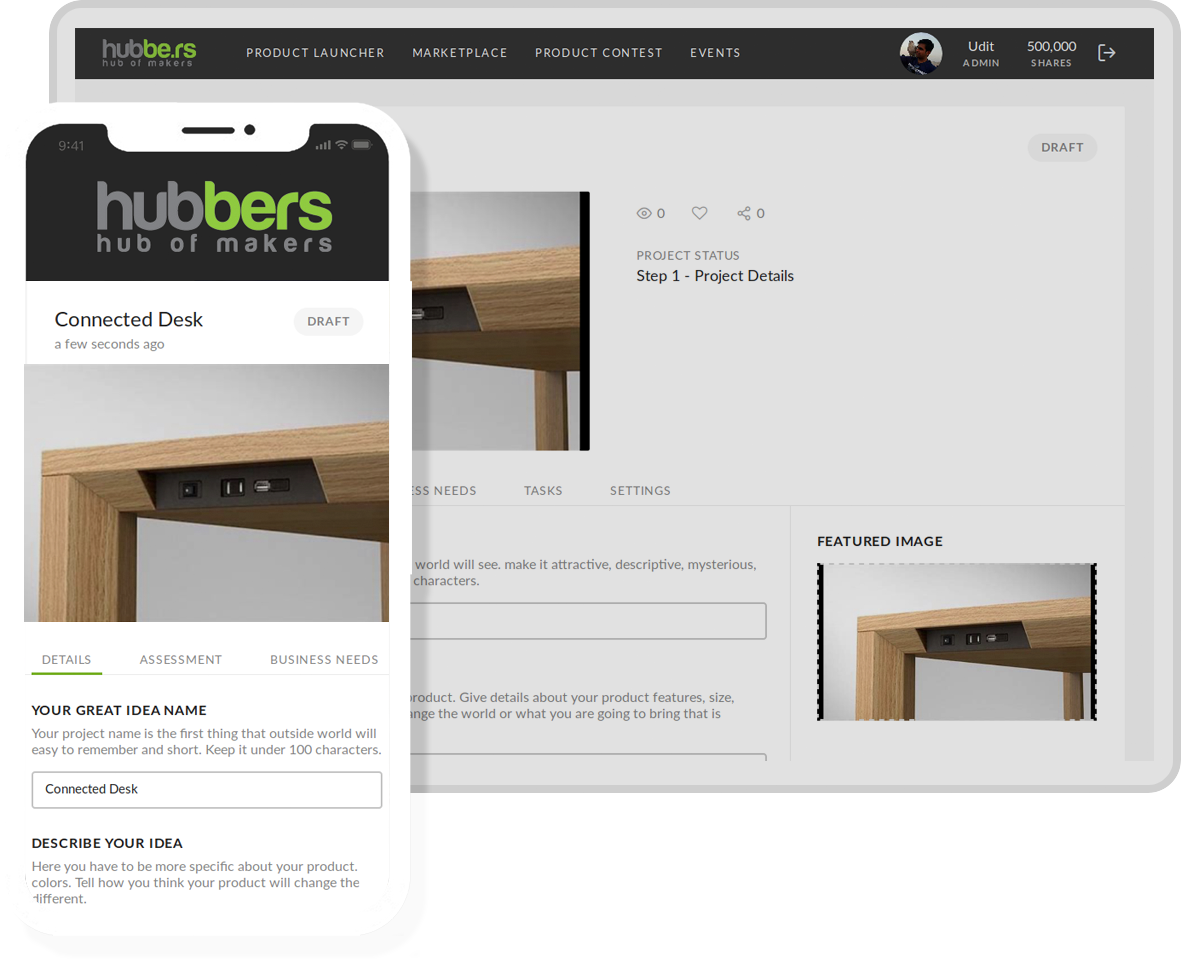 hubbe.rs
hub of makers
PRODUCT LAUNCHER
MARKETPLACE
PRODUCT CONTEST
EVENTS
Udit
ADMIN
500,000
SHARES
DRAFT
0
0
PROJECT STATUS
Step 1 - Project Details
NEEDS
TASKS
SETTINGS
world will see. make it attractive, descriptive, mysterious,
characters.
product. Give details about your product features, size,
the world or what you are going to bring that is
FEATURED IMAGE
9:41
hubbers
hub of makers
Connected Desk
DRAFT
a few seconds ago
DETAILS
ASSESSMENT
BUSINESS NEEDS
YOUR GREAT IDEA NAME
Your project name is the first thing that outside world will
easy to remember and short. Keep it under 100 characters.
Connected Desk
DESCRIBE YOUR IDEA
Here you have to be more specific about your product.
colors. Tell how you think your product will change the
different.